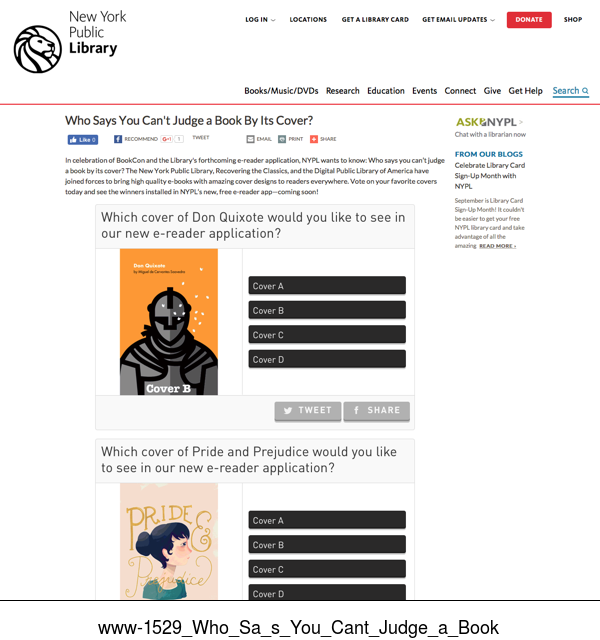 New York
Public
Library
LOG IN
LOCATIONS
GET A LIBRARY CARD
GET EMAIL UPDATES
DONATE
SHOP
Books/Music/DVDs
Research
Education
Events
Connect
Give
Get Help
Search
Who Says You Can't Judge a Book By Its Cover?
Like 0
RECOMMEND
G+1
1
TWEET
EMAIL
PRINT
SHARE
In celebration of BookCon and the Library's forthcoming e-reader application, NYPL wants to know: Who says you can't judge
a book by its cover? The New York Public Library, Recovering the Classics, and the Digital Public Library of America have
joined forces to bring high quality e-books with amazing cover designs to readers everywhere. Vote on your favorite covers
today and see the winners installed in NYPL's new, free e-reader app—coming soon!
ASK NYPL >
Chat with a librarian now
FROM OUR BLOGS
Celebrate Library Card
Sign-Up Month with
NYPL
September is Library Card
Sign-Up Month! It couldn't
be easier to get your free
NYPL library card and take
advantage of all the
amazing READ MORE ›
Which cover of Don Quixote would you like to see in
our new e-reader application?
Don Quixote
by Miguel de Cervantes Saavedra
Cover B
Cover A
Cover B
Cover C
Cover D
TWEET
SHARE
Which cover of Pride and Prejudice would you like
to see in our new e-reader application?
PRIDE
&
Prejudice
Cover A
Cover B
Cover C
Cover D
www-1529_Who_Sa_s_You_Cant_Judge_a_Book